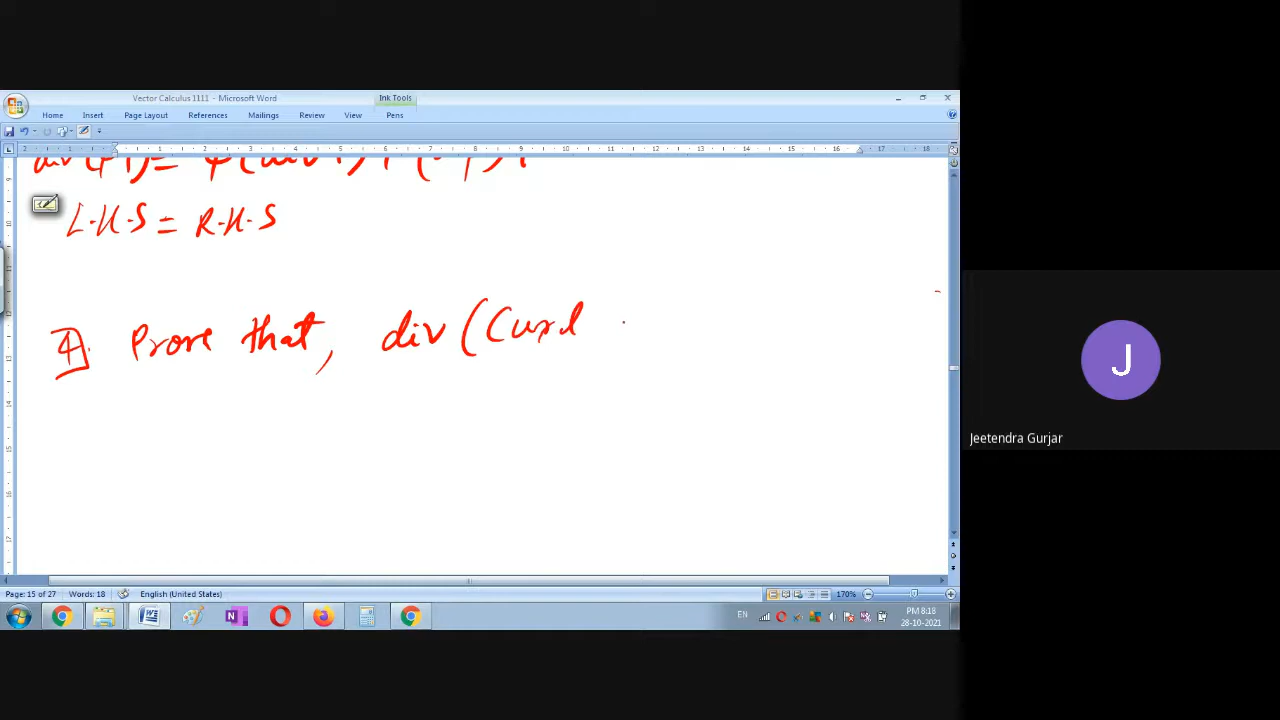 Vector Calculus 1111 - Microsoft Word
Ink Tools
Home Insert Page Layout References Mailings Review View Pens
L.H.S = R.H.S
4 Prove that, div (Curl
J
Jeetendra Gurjar
Page: 15 of 27 Words: 18 English (United States) 170%
EN PM 8:18
28-10-2021